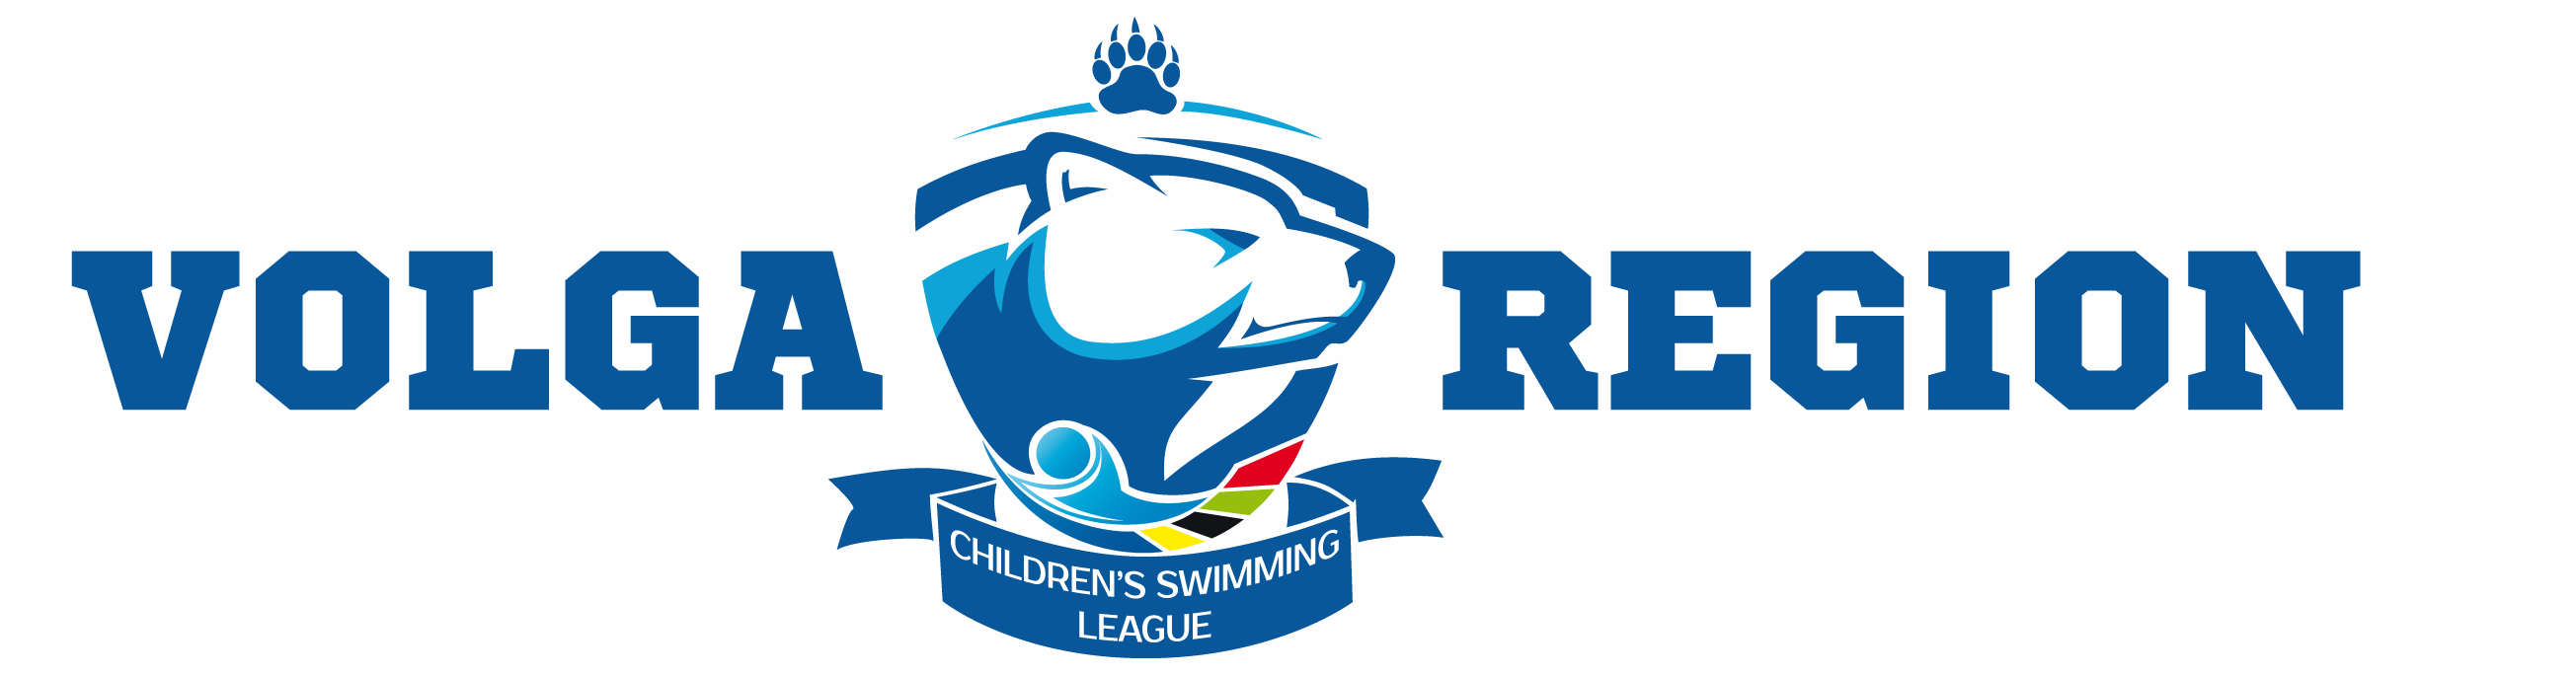 VOLGA REGION
CHILDREN'S SWIMMING
LEAGUE